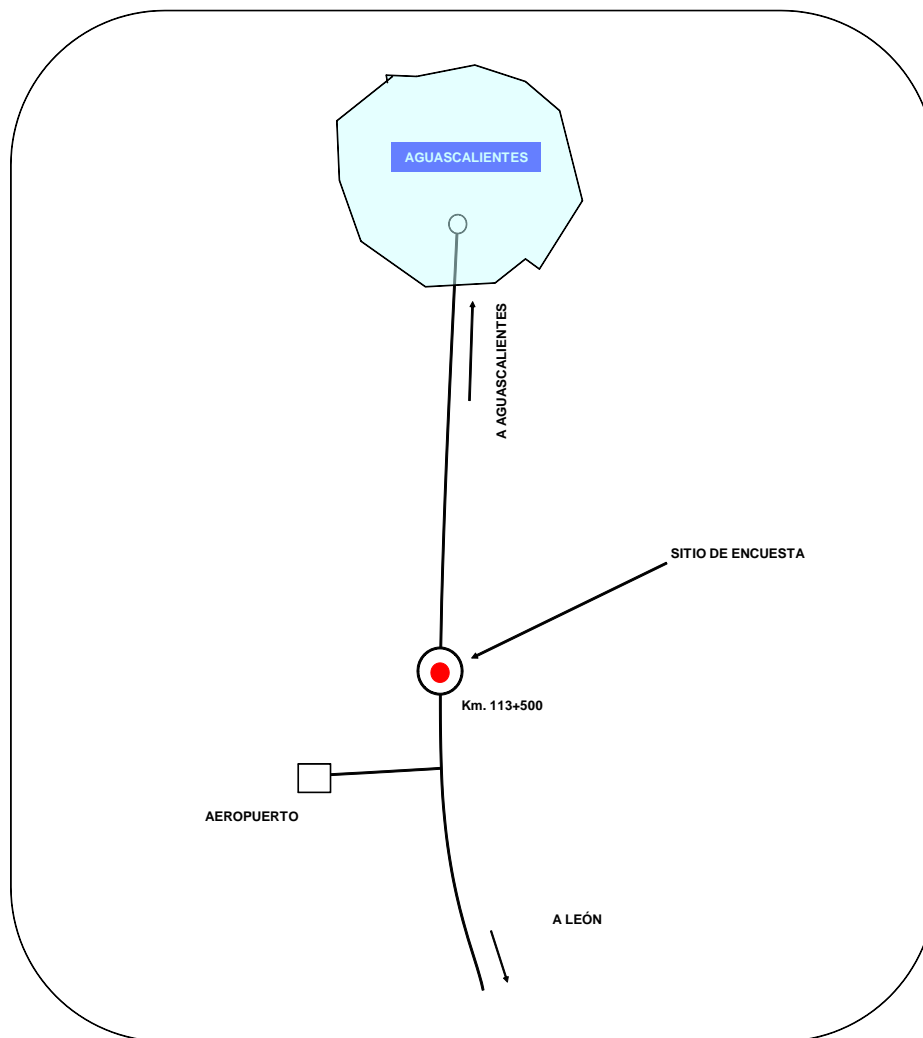 AGUASCALIENTES
A AGUASCALIENTES
SITIO DE ENCUESTA
Km. 113+500
AEROPUERTO
A LEÓN